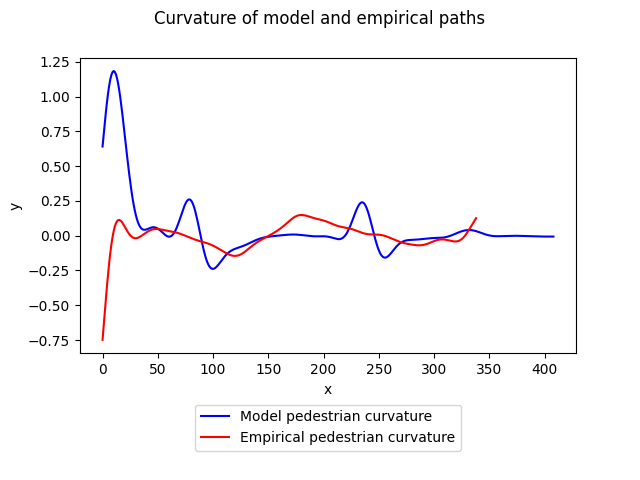 Curvature of model and empirical paths
1.25
1.00
0.75
0.50
0.25
0.00
−0.25
−0.50
−0.75
y
0 50 100 150 200 250 300 350 400
x
Model pedestrian curvature
Empirical pedestrian curvature